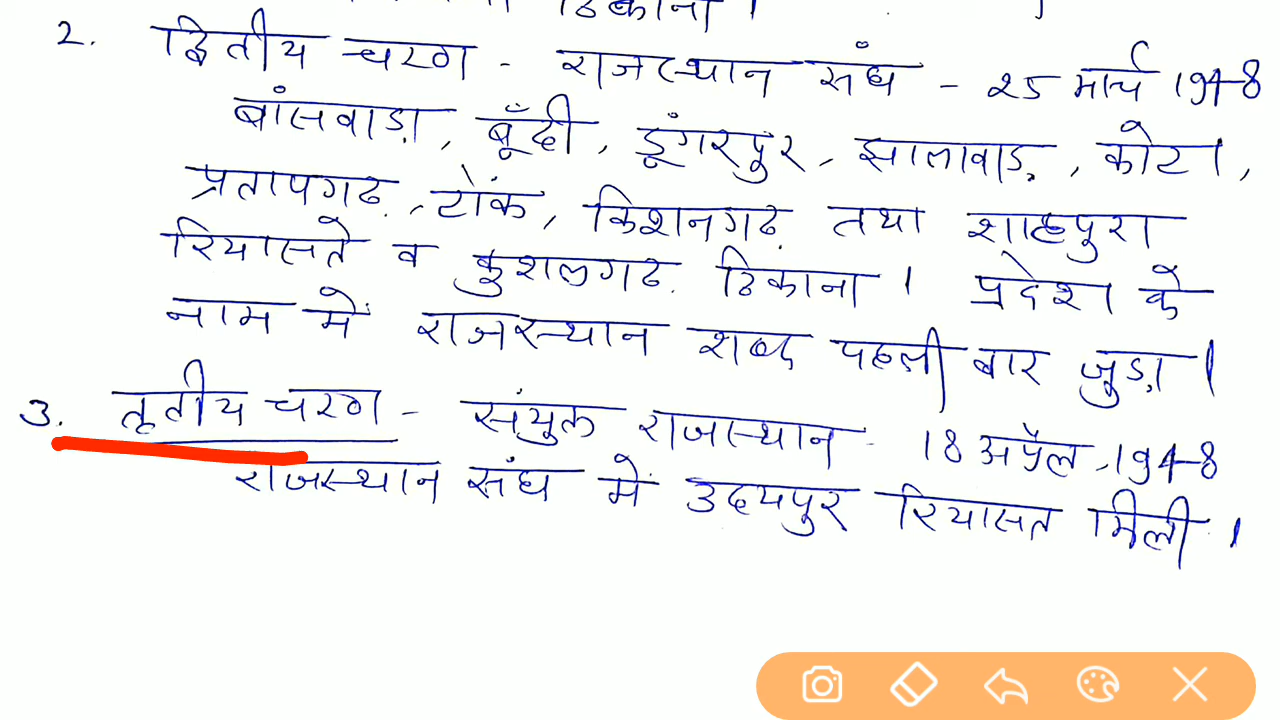 ठिकाना ।
2. द्वितीय चरण - राजस्थान संघ - 25 मार्च 1948
बांसवाड़ा, बूँदी, डूंगरपुर, झालावाड़, कोटा,
प्रतापगढ़, टोंक, किशनगढ़ तथा शाहपुरा
रियासते व कुशलगढ़ ठिकाना । प्रदेश के
नाम में राजस्थान शब्द पहली बार जुड़ा ।
3. तृतीय चरण - संयुक्त राजस्थान - 18 अप्रैल, 1948
राजस्थान संघ में उदयपुर रियासत मिली ।